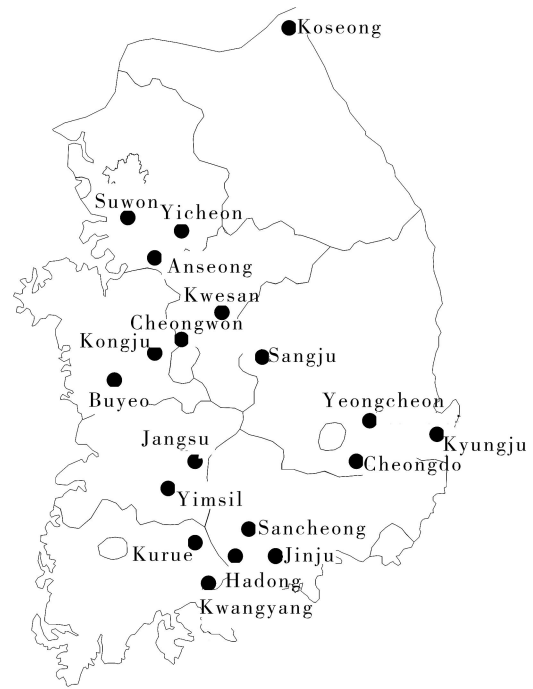 Koseong
Suwon
Yicheon
Anseong
Kwesan
Cheongwon
Kongju
Sangju
Buyeo
Yeongcheon
Jangsu
Kyungju
Cheongdo
Yimsil
Sancheong
Kurue
Jinju
Hadong
Kwangyang